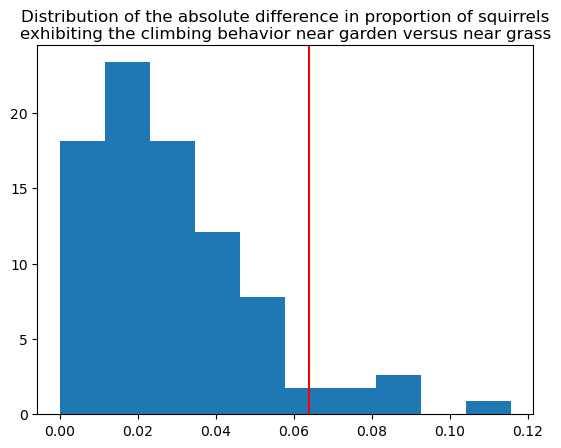 Distribution of the absolute difference in proportion of squirrels
exhibiting the climbing behavior near garden versus near grass
20
15
10
5
0
0.00 0.02 0.04 0.06 0.08 0.10 0.12